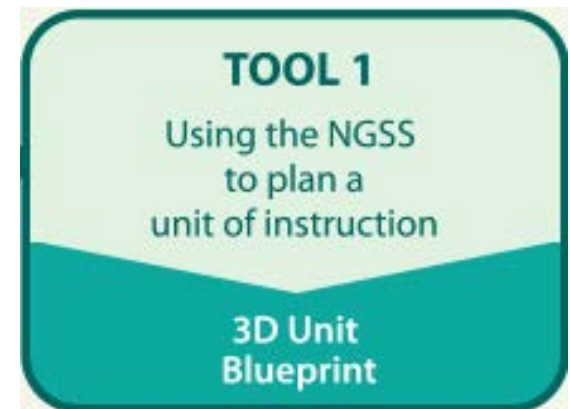 TOOL 1
Using the NGSS
to plan a
unit of instruction
3D Unit
Blueprint